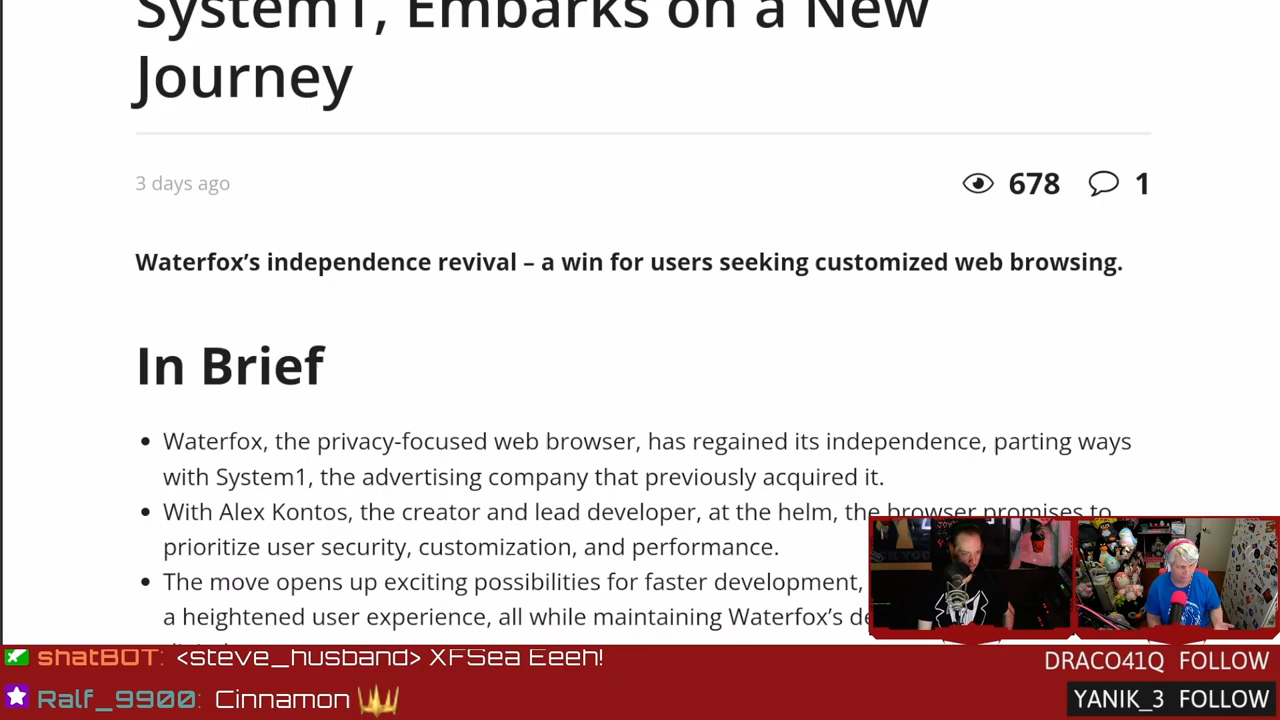 System1, Embarks on a New
Journey
3 days ago
678
1
Waterfox's independence revival – a win for users seeking customized web browsing.
In Brief
Waterfox, the privacy-focused web browser, has regained its independence, parting ways
with System1, the advertising company that previously acquired it.
With Alex Kontos, the creator and lead developer, at the helm, the browser promises to
prioritize user security, customization, and performance.
The move opens up exciting possibilities for faster development,
a heightened user experience, all while maintaining Waterfox's de
shatBOT: <steve_husband> XFSea Eeeh!
DRACO41Q FOLLOW
Ralf_9900: Cinnamon
YANIK_3 FOLLOW